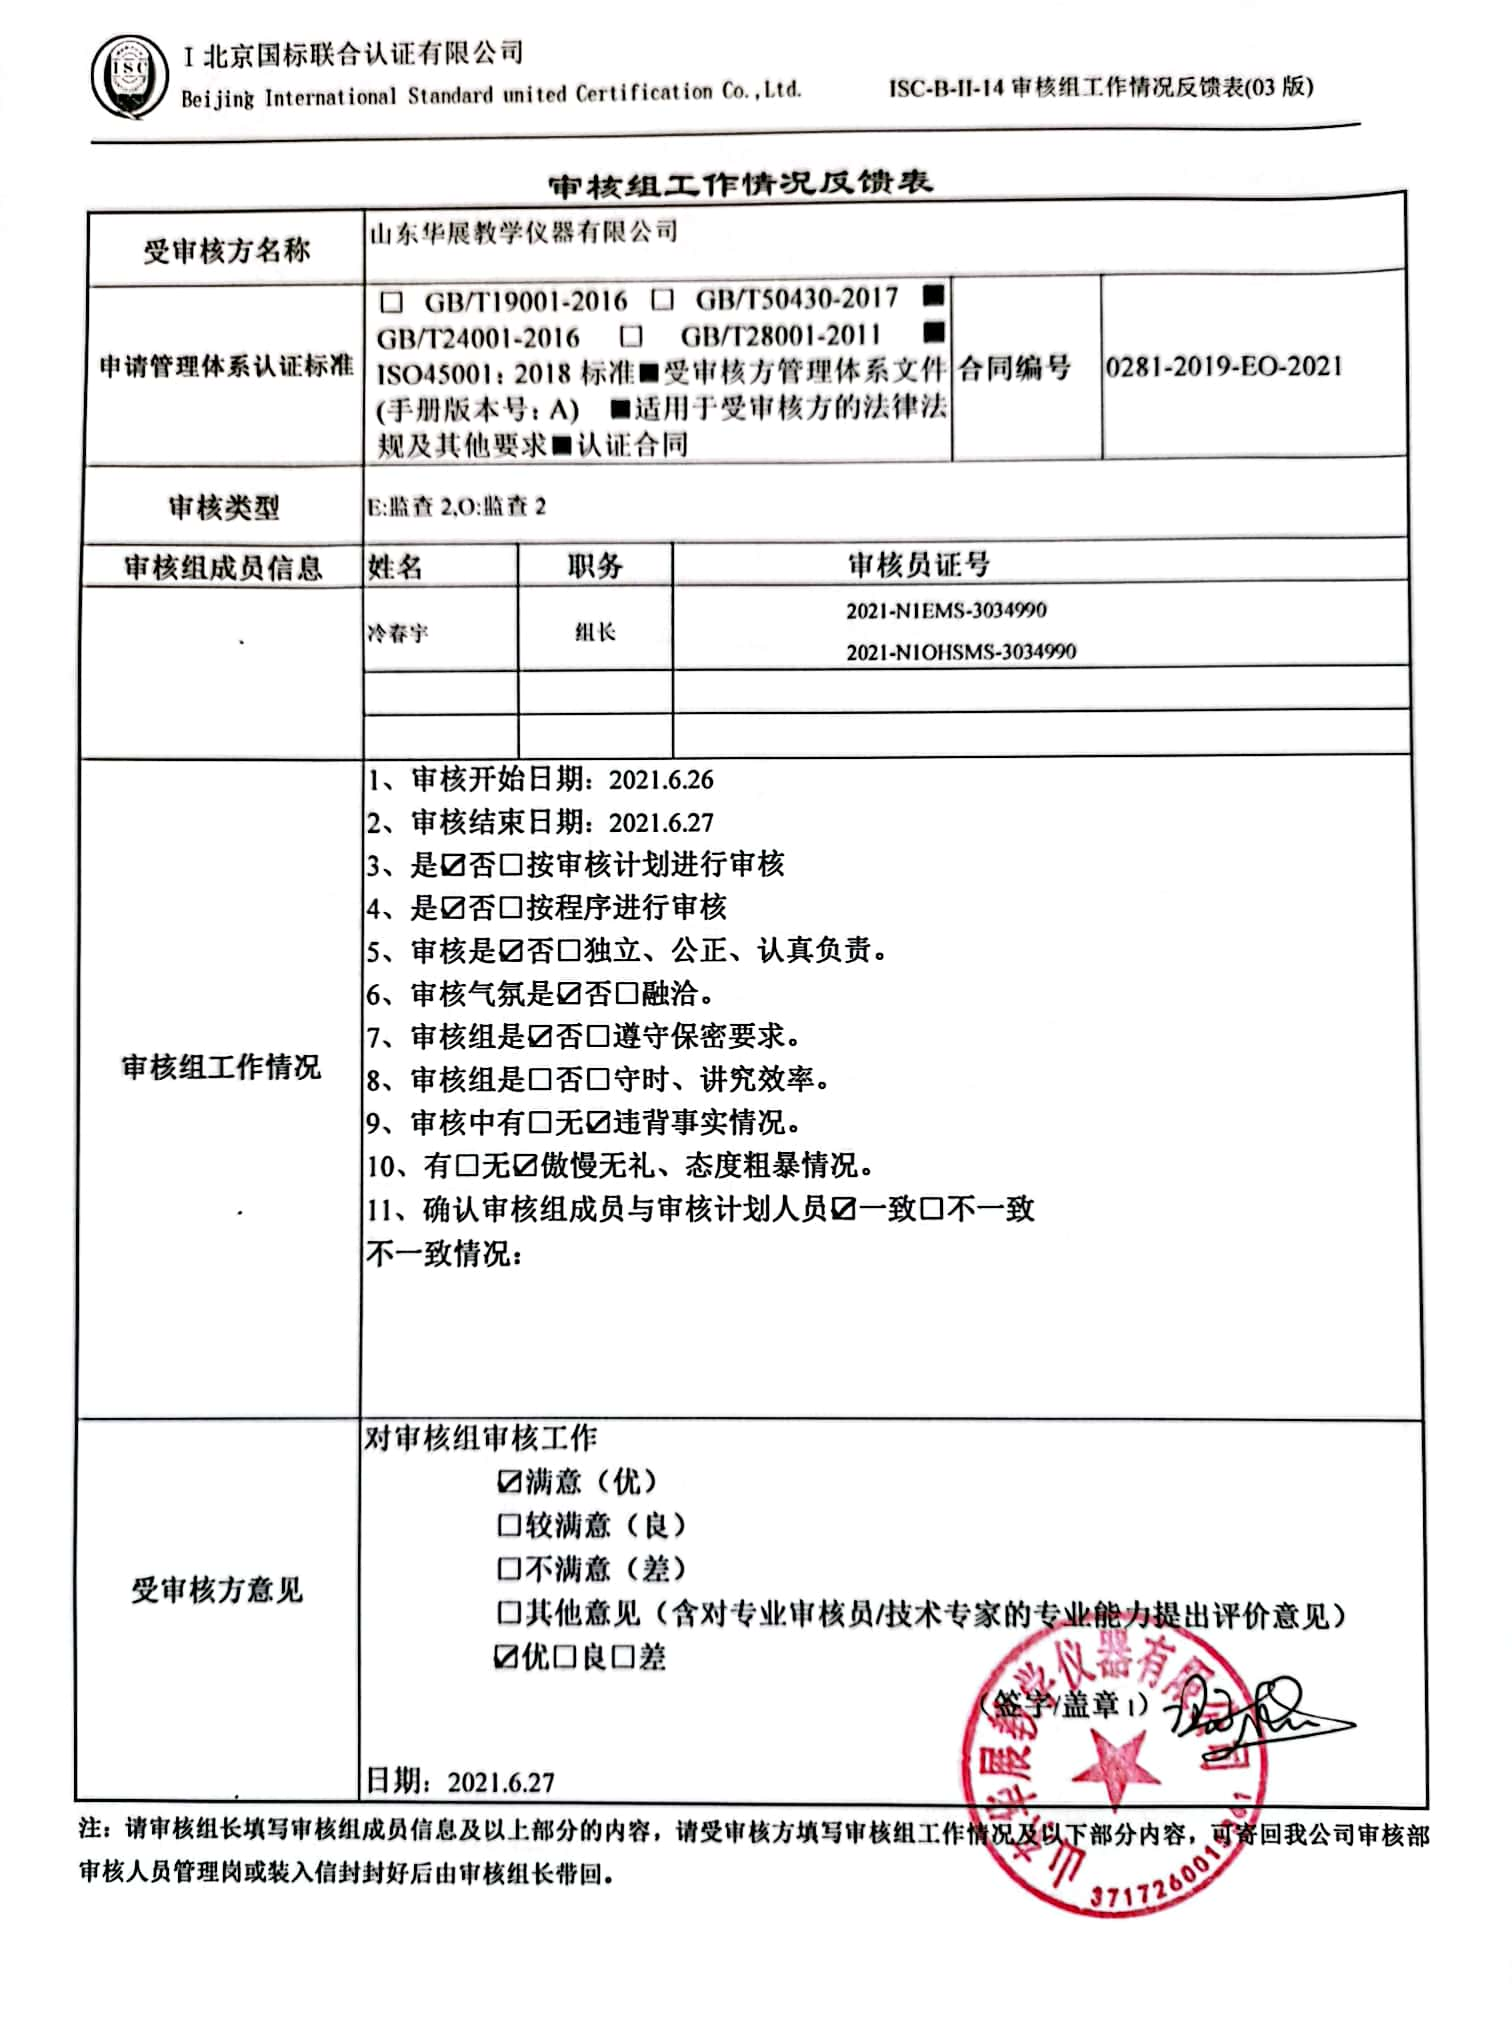 I 北京国标联合认证有限公司
Beijing International Standard united Certification Co.,Ltd.
ISC-B-II-14 审核组工作情况反馈表(03 版)
ISC
审核组工作情况反馈表
受审核方名称
山东华展教学仪器有限公司
申请管理体系认证标准
□ GB/T19001-2016 □ GB/T50430-2017 ■
GB/T24001-2016 □ GB/T28001-2011 ■
ISO45001：2018 标准■受审核方管理体系文件
(手册版本号：A) ■适用于受审核方的法律法
规及其他要求■认证合同
合同编号
0281-2019-EO-2021
审核类型
E:监查 2,O:监查 2
审核组成员信息 姓名 职务 审核员证号
冷春宇 组长
2021-N1EMS-3034990
2021-N1OHSMS-3034990
审核组工作情况
1、审核开始日期：2021.6.26
2、审核结束日期：2021.6.27
3、是☑否□按审核计划进行审核
4、是☑否□按程序进行审核
5、审核是☑否□独立、公正、认真负责。
6、审核气氛是☑否□融洽。
7、审核组是☑否□遵守保密要求。
8、审核组是□否□守时、讲究效率。
9、审核中有□无☑违背事实情况。
10、有□无☑傲慢无礼、态度粗暴情况。
11、确认审核组成员与审核计划人员☑一致□不一致
不一致情况：
受审核方意见
对审核组审核工作
☑满意（优）
□较满意（良）
□不满意（差）
□其他意见（含对专业审核员/技术专家的专业能力提出评价意见）
☑优□良□差
（签字/盖章）
日期：2021.6.27
山东华展教学仪器有限公司
注：请审核组长填写审核组成员信息及以上部分的内容，请受审核方填写审核组工作情况及以下部分内容，可寄回我公司审核部
审核人员管理岗或装入信封封好后由审核组长带回。